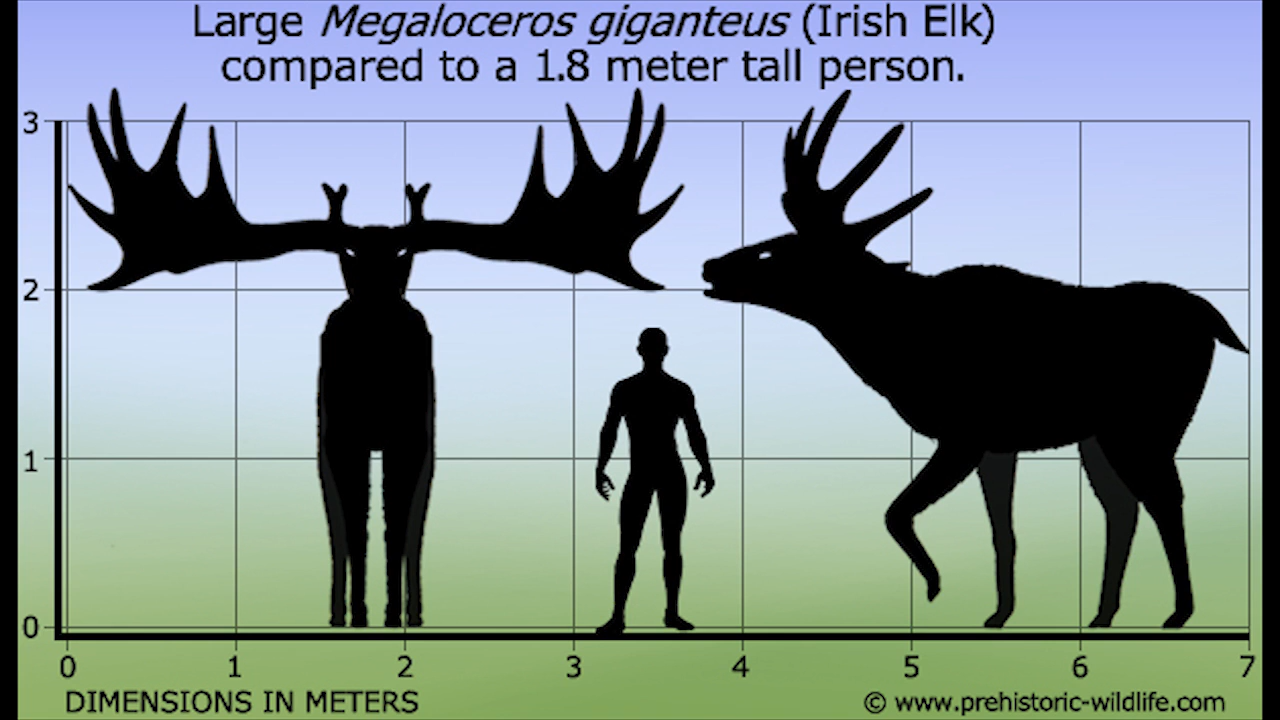 Large Megaloceros giganteus (Irish Elk)
compared to a 1.8 meter tall person.
3
2
1
0
0 1 2 3 4 5 6 7
DIMENSIONS IN METERS
© www.prehistoric-wildlife.com